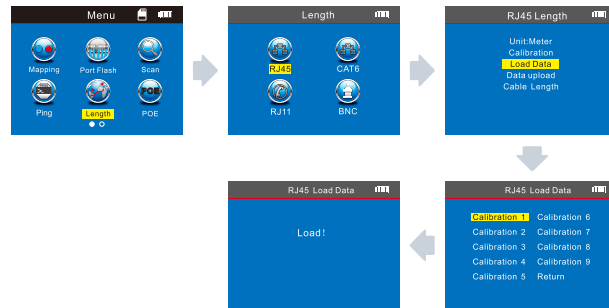 Menu
Mapping Port Flash Scan
Ping Length POE
POE
Length
RJ45 CAT6
RJ11 BNC
RJ45 Length
Unit:Meter
Calibration
Load Data
Data upload
Cable Length
RJ45 Load Data
Load!
RJ45 Load Data
Calibration 1 Calibration 6
Calibration 2 Calibration 7
Calibration 3 Calibration 8
Calibration 4 Calibration 9
Calibration 5 Return